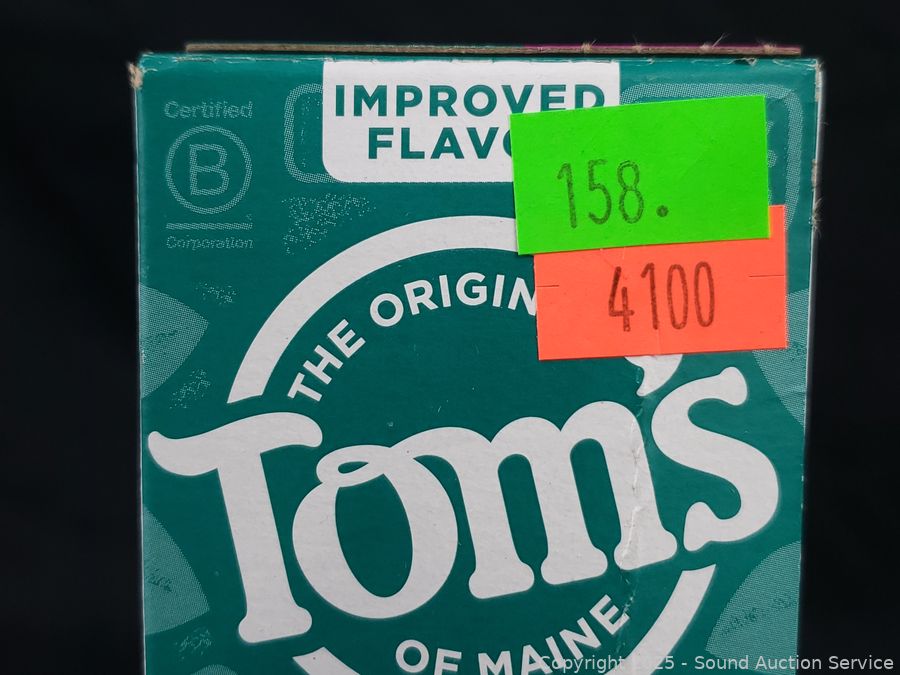 Certified
B
Corporation
IMPROVED
FLAVO
158.
4100
THE ORIGIN
Tom's
OF MAINE
Copyright 2025 - Sound Auction Service